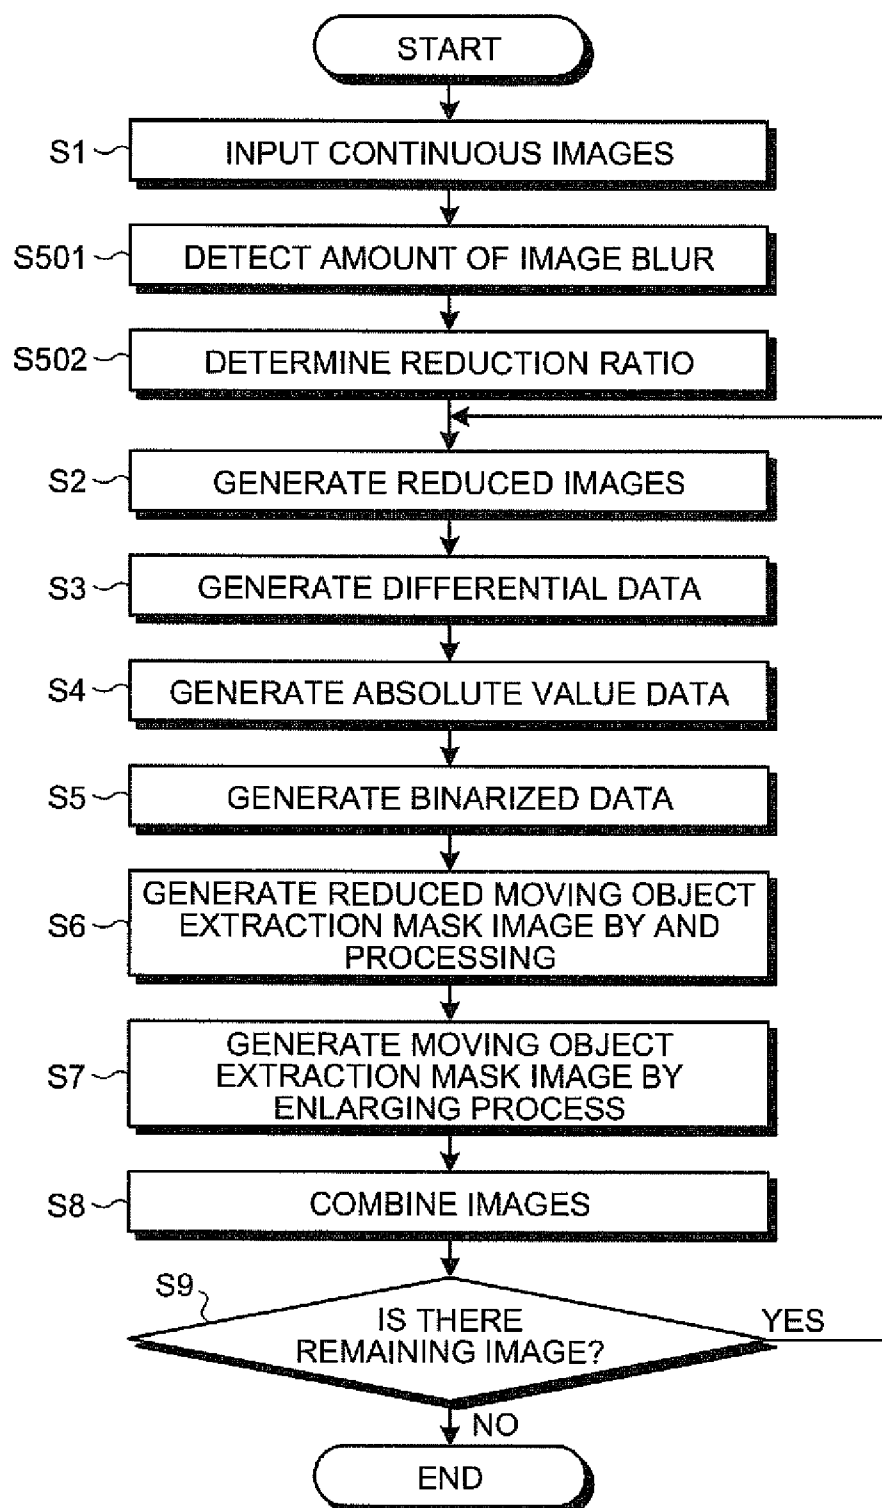 START
S1
INPUT CONTINUOUS IMAGES
S501
DETECT AMOUNT OF IMAGE BLUR
S502
DETERMINE REDUCTION RATIO
S2
GENERATE REDUCED IMAGES
S3
GENERATE DIFFERENTIAL DATA
S4
GENERATE ABSOLUTE VALUE DATA
S5
GENERATE BINARIZED DATA
S6
GENERATE REDUCED MOVING OBJECT
EXTRACTION MASK IMAGE BY AND
PROCESSING
S7
GENERATE MOVING OBJECT
EXTRACTION MASK IMAGE BY
ENLARGING PROCESS
S8
COMBINE IMAGES
S9
IS THERE
REMAINING IMAGE?
YES
NO
END